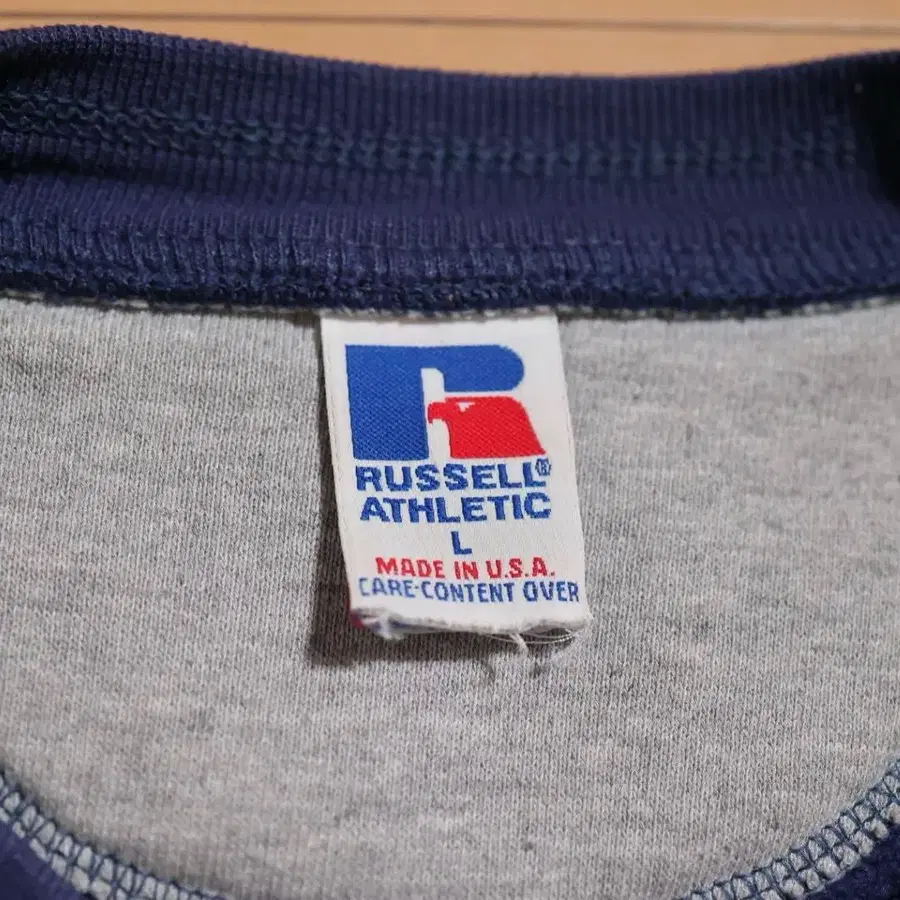 RUSSELL®
ATHLETIC
L
MADE IN U.S.A.
CARE-CONTENT OVER